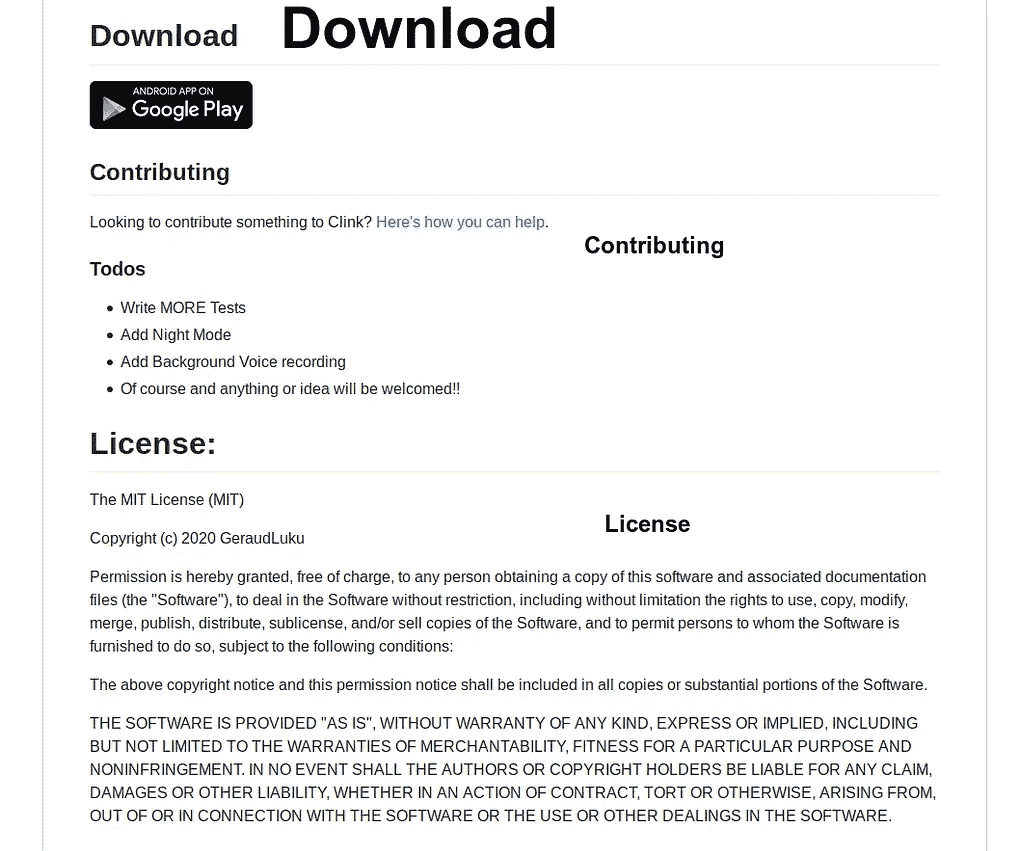 Download Download
ANDROID APP ON
Google Play
Contributing
Looking to contribute something to Clink? Here's how you can help.
Contributing
Todos
Write MORE Tests
Add Night Mode
Add Background Voice recording
Of course and anything or idea will be welcomed!!
License:
The MIT License (MIT)
License
Copyright (c) 2020 GeraudLuku
Permission is hereby granted, free of charge, to any person obtaining a copy of this software and associated documentation
files (the "Software"), to deal in the Software without restriction, including without limitation the rights to use, copy, modify,
merge, publish, distribute, sublicense, and/or sell copies of the Software, and to permit persons to whom the Software is
furnished to do so, subject to the following conditions:
The above copyright notice and this permission notice shall be included in all copies or substantial portions of the Software.
THE SOFTWARE IS PROVIDED "AS IS", WITHOUT WARRANTY OF ANY KIND, EXPRESS OR IMPLIED, INCLUDING
BUT NOT LIMITED TO THE WARRANTIES OF MERCHANTABILITY, FITNESS FOR A PARTICULAR PURPOSE AND
NONINFRINGEMENT. IN NO EVENT SHALL THE AUTHORS OR COPYRIGHT HOLDERS BE LIABLE FOR ANY CLAIM,
DAMAGES OR OTHER LIABILITY, WHETHER IN AN ACTION OF CONTRACT, TORT OR OTHERWISE, ARISING FROM,
OUT OF OR IN CONNECTION WITH THE SOFTWARE OR THE USE OR OTHER DEALINGS IN THE SOFTWARE.